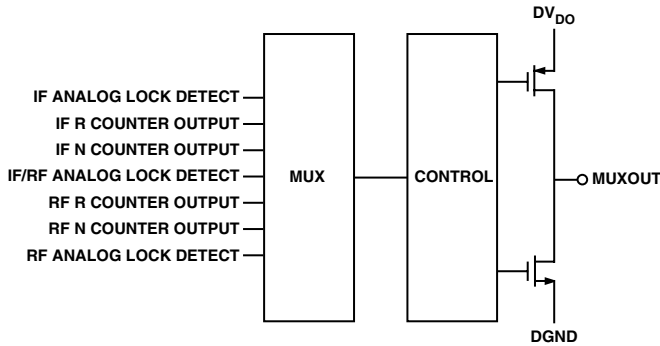 DVDO
IF ANALOG LOCK DETECT
IF R COUNTER OUTPUT
IF N COUNTER OUTPUT
IF/RF ANALOG LOCK DETECT
RF R COUNTER OUTPUT
RF N COUNTER OUTPUT
RF ANALOG LOCK DETECT
MUX
CONTROL
MUXOUT
DGND